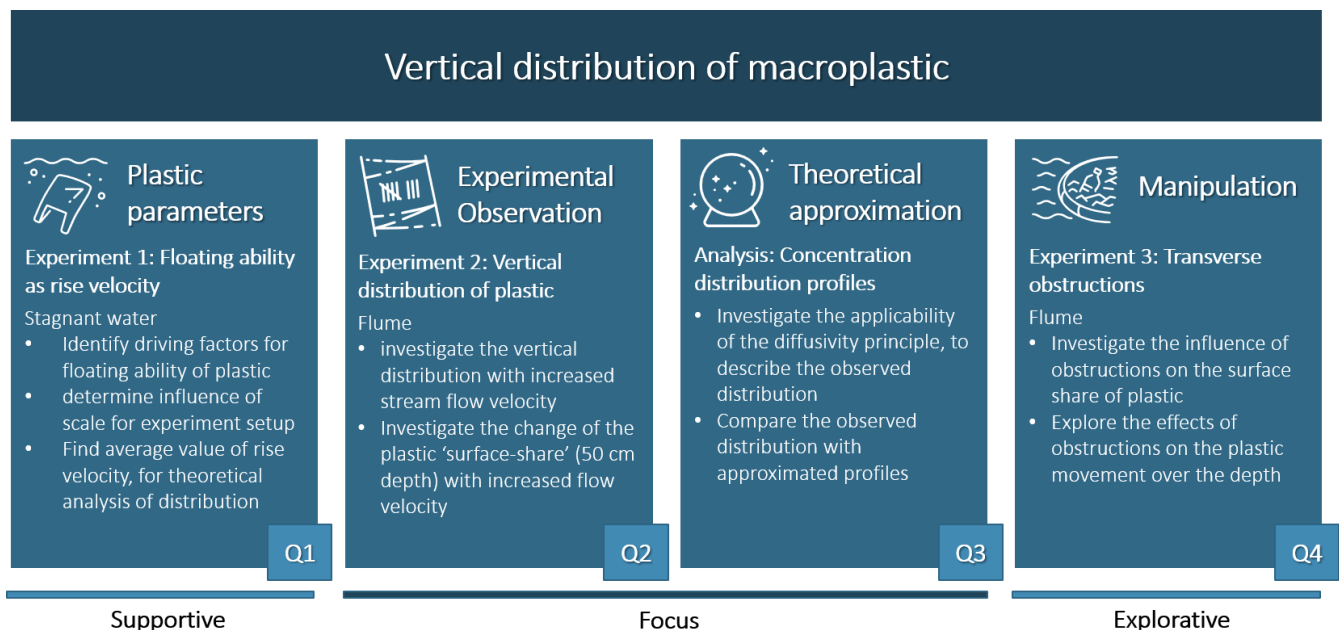 Vertical distribution of macroplastic
Plastic
parameters
Experiment 1: Floating ability
as rise velocity
Stagnant water
• Identify driving factors for
floating ability of plastic
• determine influence of
scale for experiment setup
• Find average value of rise
velocity, for theoretical
analysis of distribution
Q1
Experimental
Observation
Experiment 2: Vertical
distribution of plastic
Flume
• investigate the vertical
distribution with increased
stream flow velocity
• Investigate the change of the
plastic ‘surface-share’ (50 cm
depth) with increased flow
velocity
Q2
Theoretical
approximation
Analysis: Concentration
distribution profiles
• Investigate the applicability
of the diffusivity principle, to
describe the observed
distribution
• Compare the observed
distribution with
approximated profiles
Q3
Manipulation
Experiment 3: Transverse
obstructions
Flume
• Investigate the influence of
obstructions on the surface
share of plastic
• Explore the effects of
obstructions on the plastic
movement over the depth
Q4
Supportive
Focus
Explorative